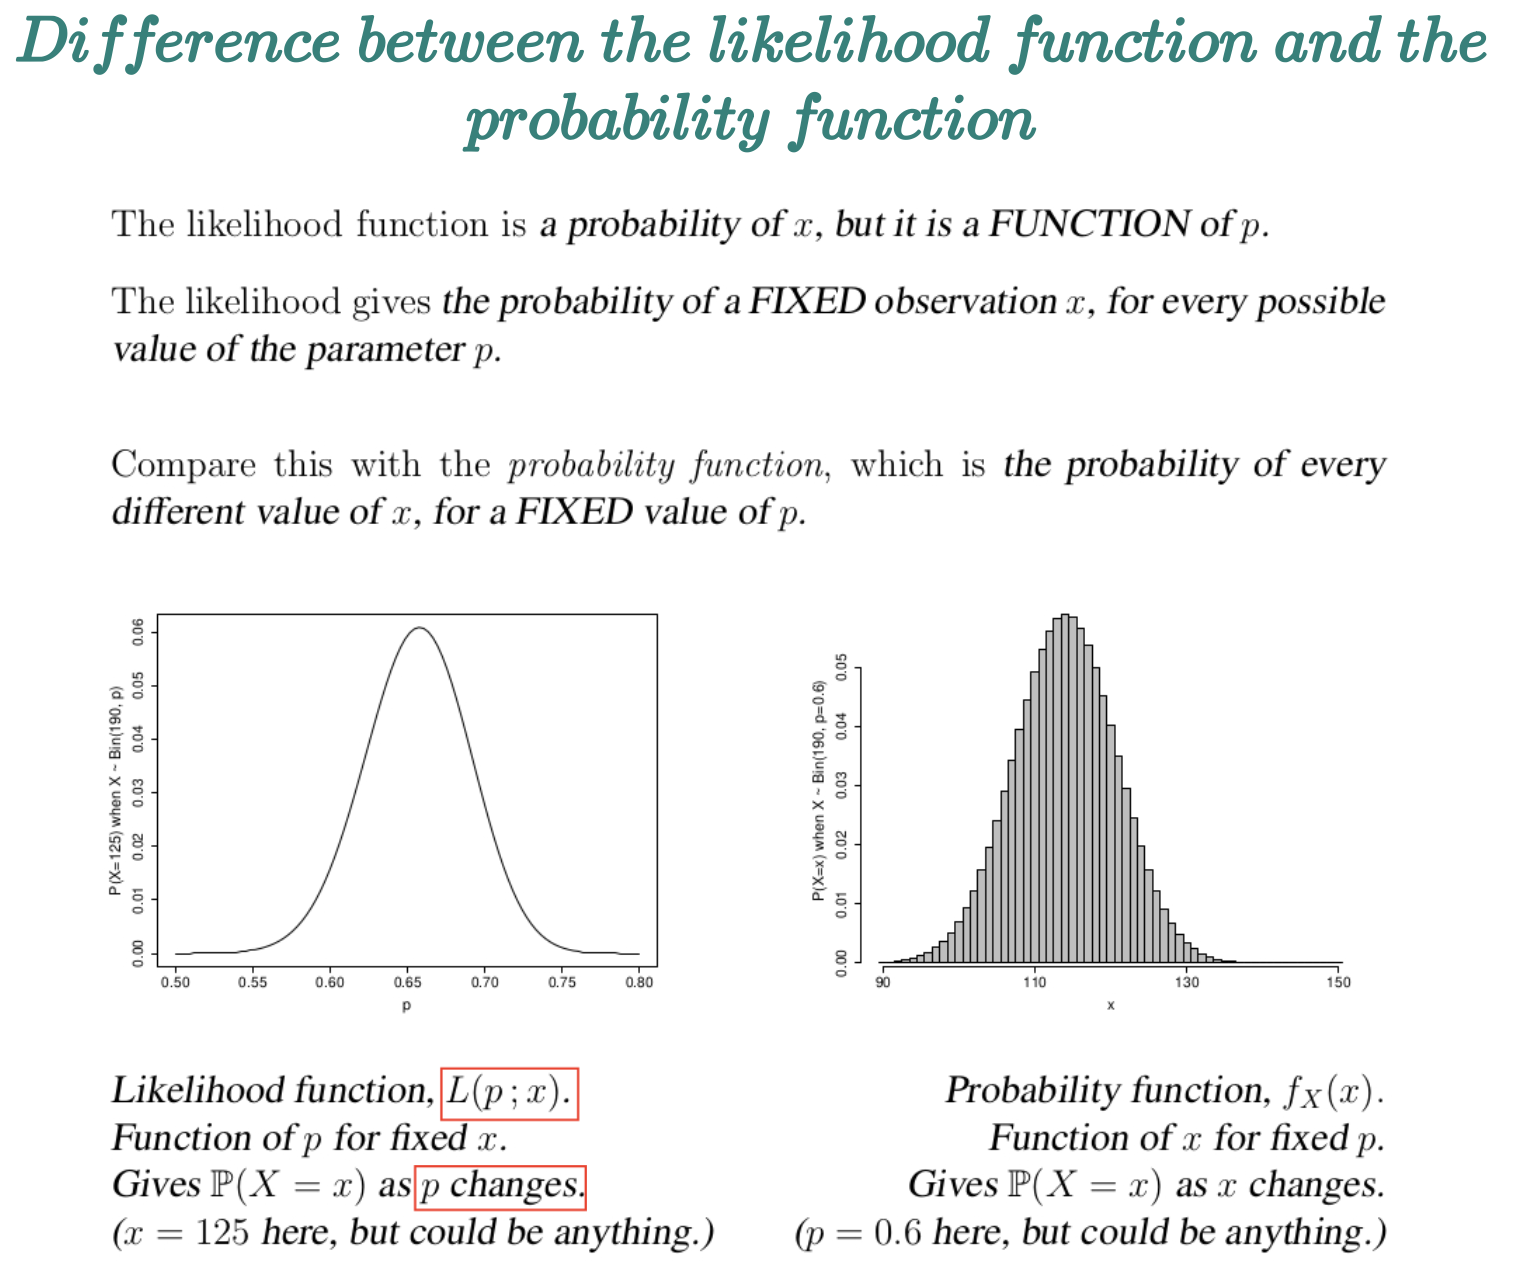 Difference between the likelihood function and the
probability function
The likelihood function is a probability of x, but it is a FUNCTION of p.
The likelihood gives the probability of a FIXED observation x, for every possible
value of the parameter p.
Compare this with the probability function, which is the probability of every
different value of x, for a FIXED value of p.
P(X=125) when X ~ Bin(190, p)
0.00 0.01 0.02 0.03 0.04 0.05 0.06
0.50 0.55 0.60 0.65 0.70 0.75 0.80
p
P(X=x) when X ~ Bin(190, p=0.6)
0.00 0.01 0.02 0.03 0.04 0.05
90 110 130 150
x
Likelihood function, L(p ; x).
Function of p for fixed x.
Gives ℙ(X = x) as p changes.
(x = 125 here, but could be anything.)
Probability function, f_X(x).
Function of x for fixed p.
Gives ℙ(X = x) as x changes.
(p = 0.6 here, but could be anything.)